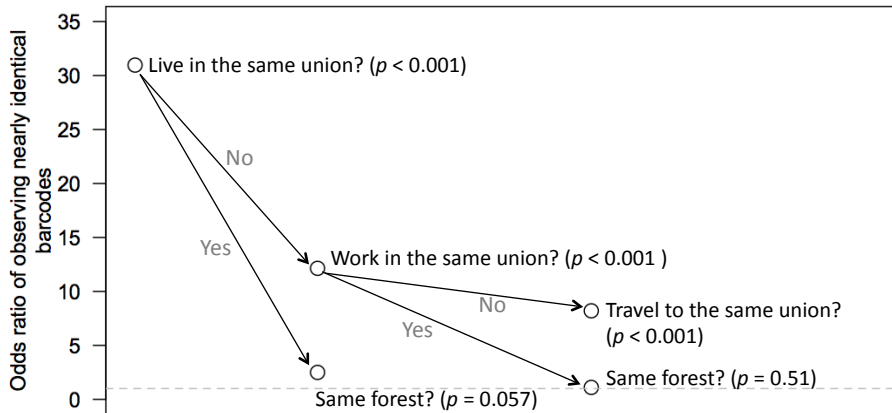 Odds ratio of observing nearly identical
barcodes
35
30
25
20
15
10
5
0
Live in the same union? (p < 0.001)
No
Yes
Work in the same union? (p < 0.001 )
No
Yes
Travel to the same union?
(p < 0.001)
Same forest? (p = 0.51)
Same forest? (p = 0.057)